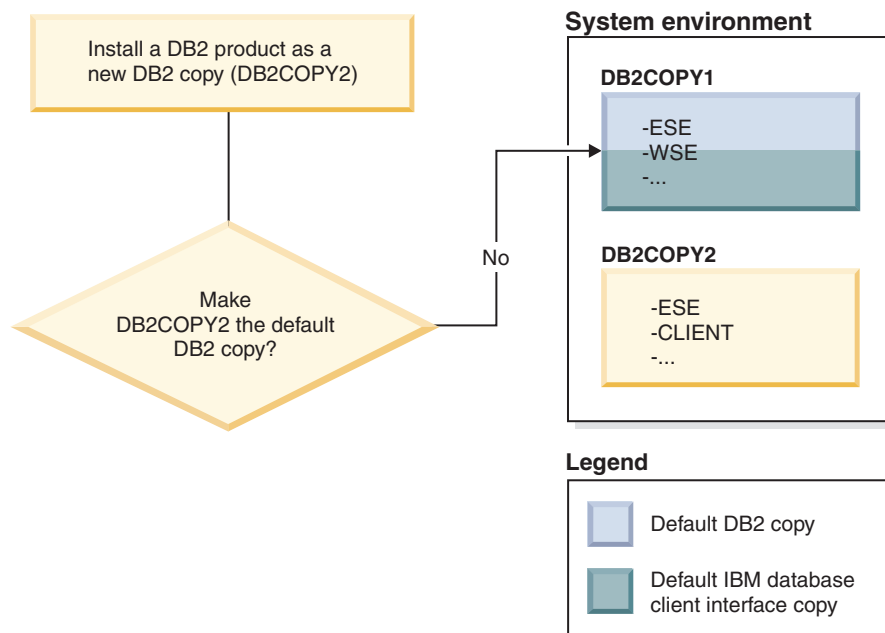 Install a DB2 product as a
new DB2 copy (DB2COPY2)
Make
DB2COPY2 the default
DB2 copy?
No
System environment
DB2COPY1
-ESE
-WSE
-...
DB2COPY2
-ESE
-CLIENT
-...
Legend
Default DB2 copy
Default IBM database
client interface copy